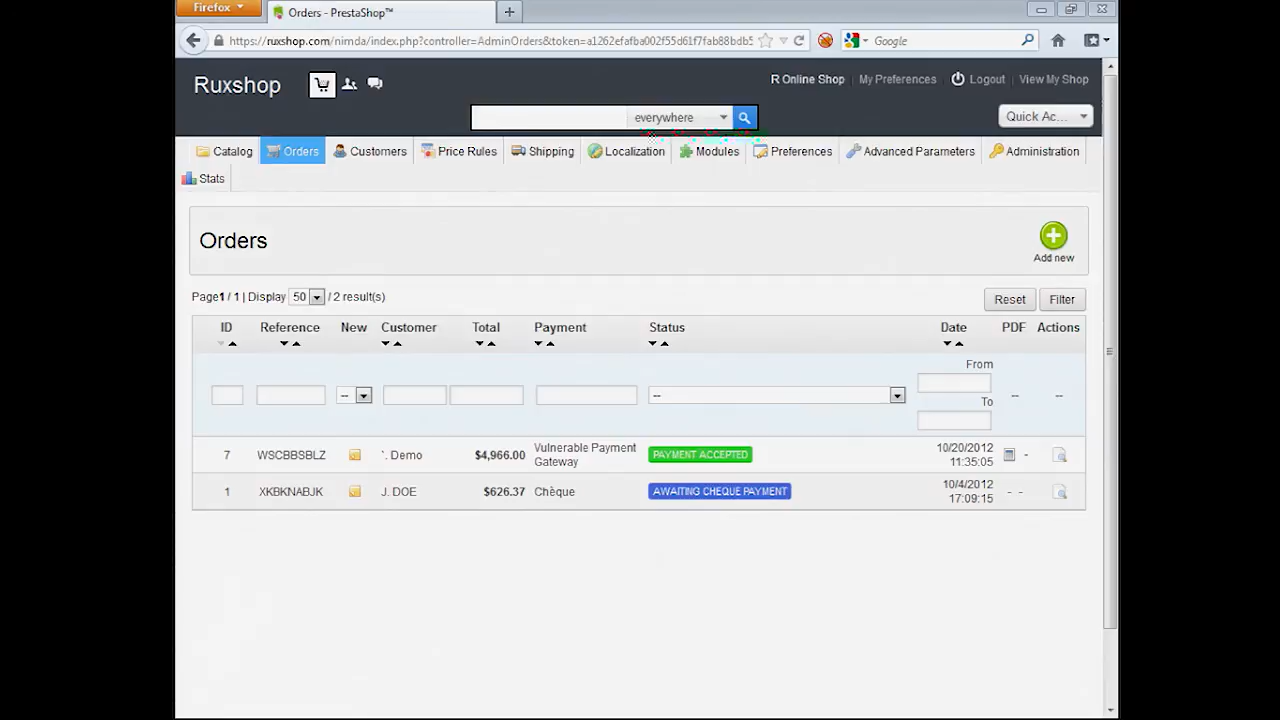 Firefox
Orders - PrestaShop™
https://ruxshop.com/nimda/index.php?controller=AdminOrders&token=a1262efafba002f55d61f7fab88bdb5
Google
Ruxshop
R Online Shop
My Preferences
Logout
View My Shop
everywhere
Quick Ac...
Catalog
Orders
Customers
Price Rules
Shipping
Localization
Modules
Preferences
Advanced Parameters
Administration
Stats
Orders
Add new
Page1 / 1 | Display 50 / 2 result(s)
Reset
Filter
ID Reference New Customer Total Payment Status Date PDF Actions
From
-- -- -- --
To
7 WSCBBSBLZ `. Demo $4,966.00 Vulnerable Payment Gateway PAYMENT ACCEPTED 10/20/2012 11:35:05 -
1 XKBKNABJK J. DOE $626.37 Chèque AWAITING CHEQUE PAYMENT 10/4/2012 17:09:15 - -